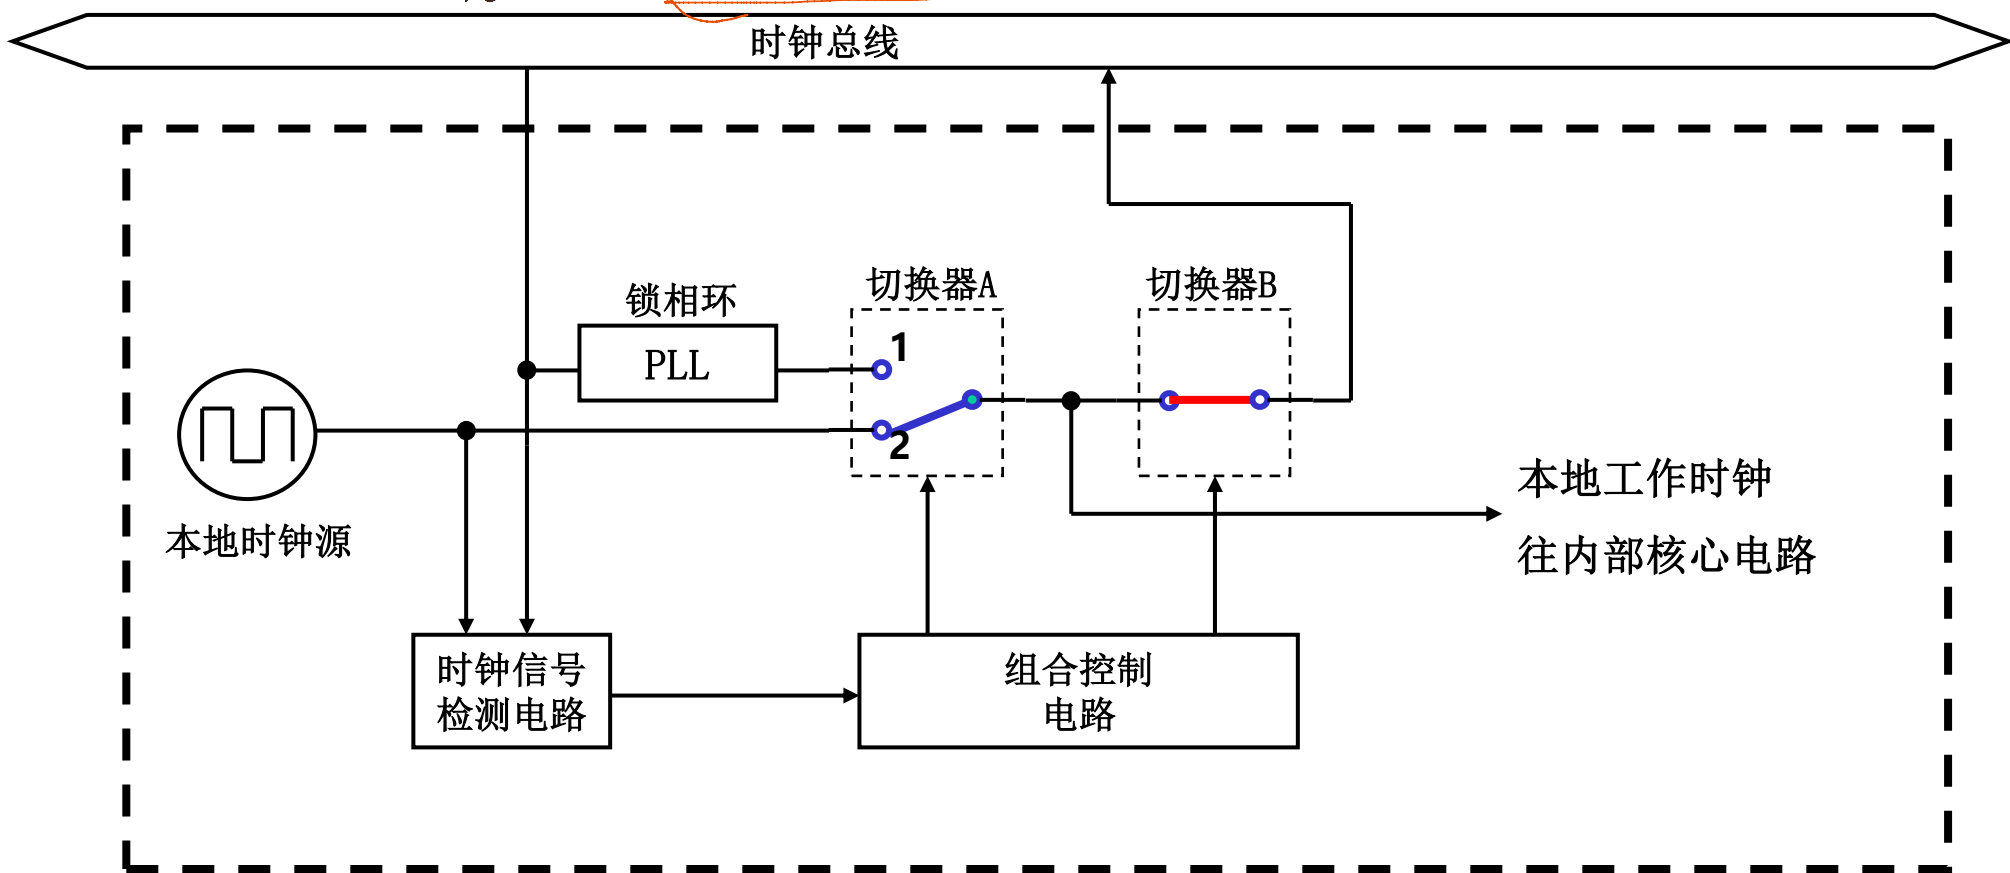 时钟总线
锁相环
PLL
切换器A
1
2
切换器B
本地时钟源
本地工作时钟
往内部核心电路
时钟信号
检测电路
组合控制
电路